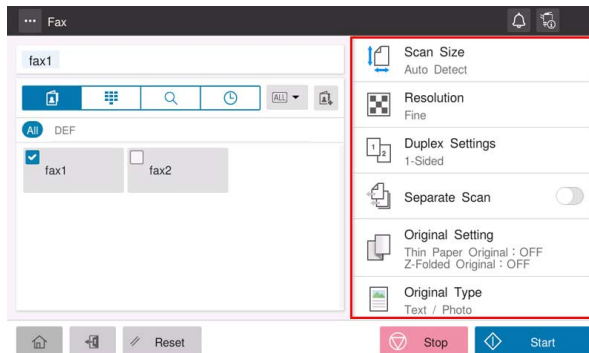 Fax
fax1
ALL
All DEF
fax1 fax2
Scan Size
Auto Detect
Resolution
Fine
Duplex Settings
1-Sided
Separate Scan
Original Setting
Thin Paper Original : OFF
Z-Folded Original : OFF
Original Type
Text / Photo
Reset
Stop
Start